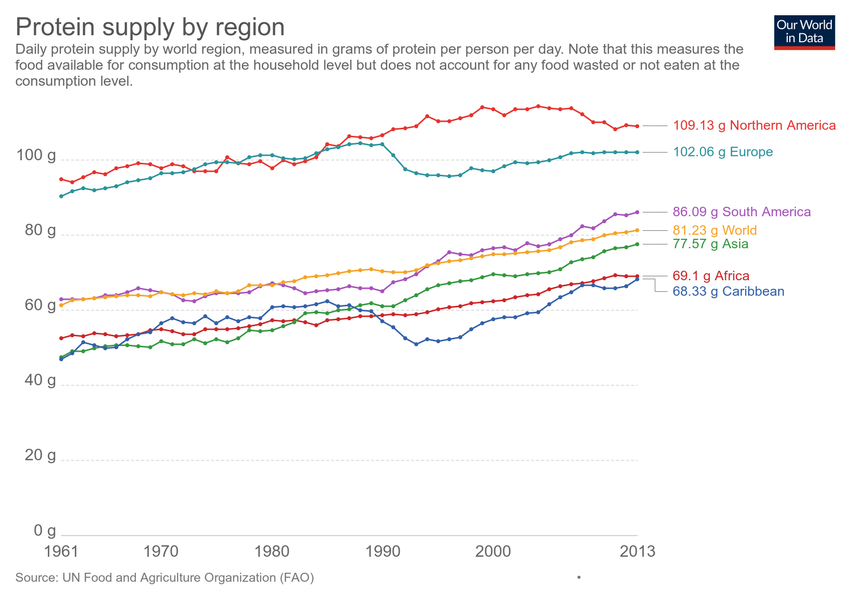 Protein supply by region
Our World
in Data
Daily protein supply by world region, measured in grams of protein per person per day. Note that this measures the
food available for consumption at the household level but does not account for any food wasted or not eaten at the
consumption level.
109.13 g Northern America
100 g
102.06 g Europe
86.09 g South America
80 g
81.23 g World
77.57 g Asia
69.1 g Africa
68.33 g Caribbean
60 g
40 g
20 g
0 g
1961 1970 1980 1990 2000 2013
Source: UN Food and Agriculture Organization (FAO)